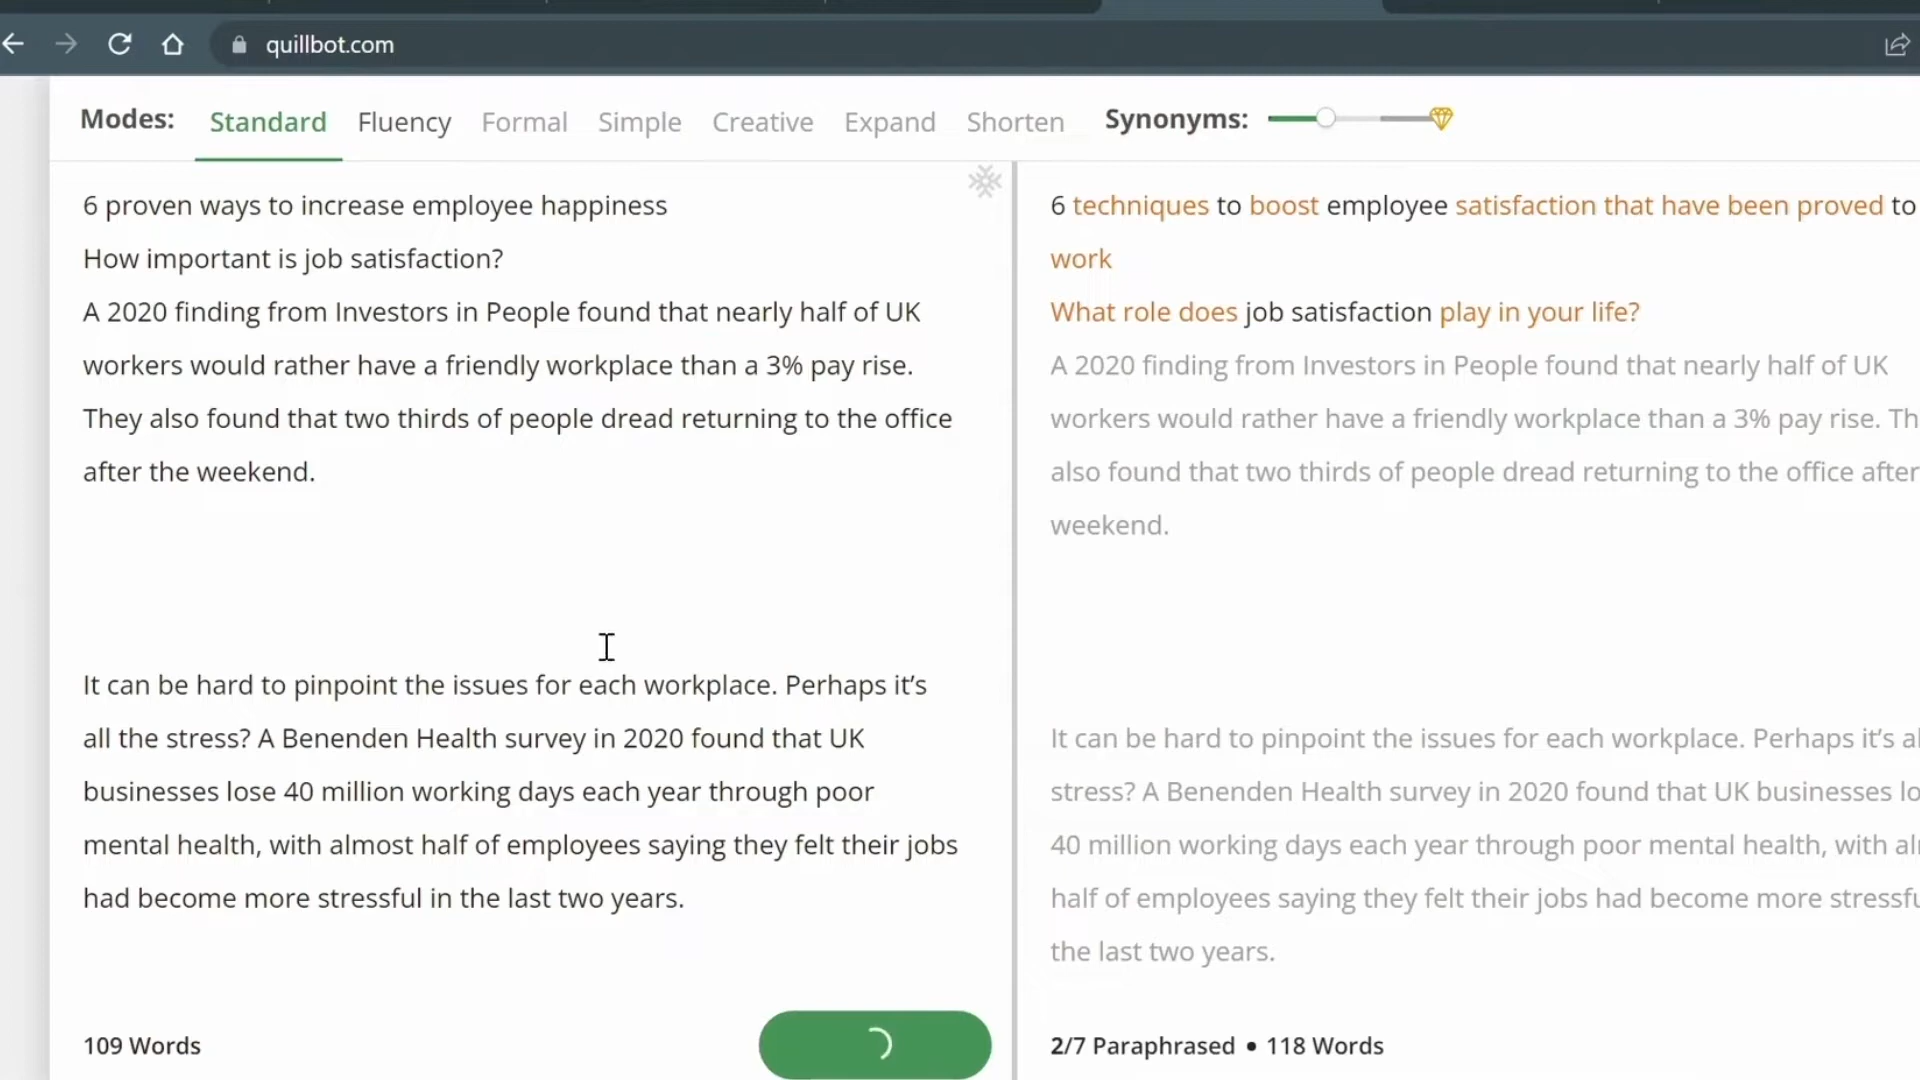 quillbot.com
Modes: Standard Fluency Formal Simple Creative Expand Shorten Synonyms:
6 proven ways to increase employee happiness
How important is job satisfaction?
A 2020 finding from Investors in People found that nearly half of UK
workers would rather have a friendly workplace than a 3% pay rise.
They also found that two thirds of people dread returning to the office
after the weekend.
It can be hard to pinpoint the issues for each workplace. Perhaps it’s
all the stress? A Benenden Health survey in 2020 found that UK
businesses lose 40 million working days each year through poor
mental health, with almost half of employees saying they felt their jobs
had become more stressful in the last two years.
109 Words
6 techniques to boost employee satisfaction that have been proved to
work
What role does job satisfaction play in your life?
A 2020 finding from Investors in People found that nearly half of UK
workers would rather have a friendly workplace than a 3% pay rise.
also found that two thirds of people dread returning to the office after
weekend.
It can be hard to pinpoint the issues for each workplace. Perhaps it’s
stress? A Benenden Health survey in 2020 found that UK businesses
40 million working days each year through poor mental health, with
half of employees saying they felt their jobs had become more
the last two years.
2/7 Paraphrased • 118 Words